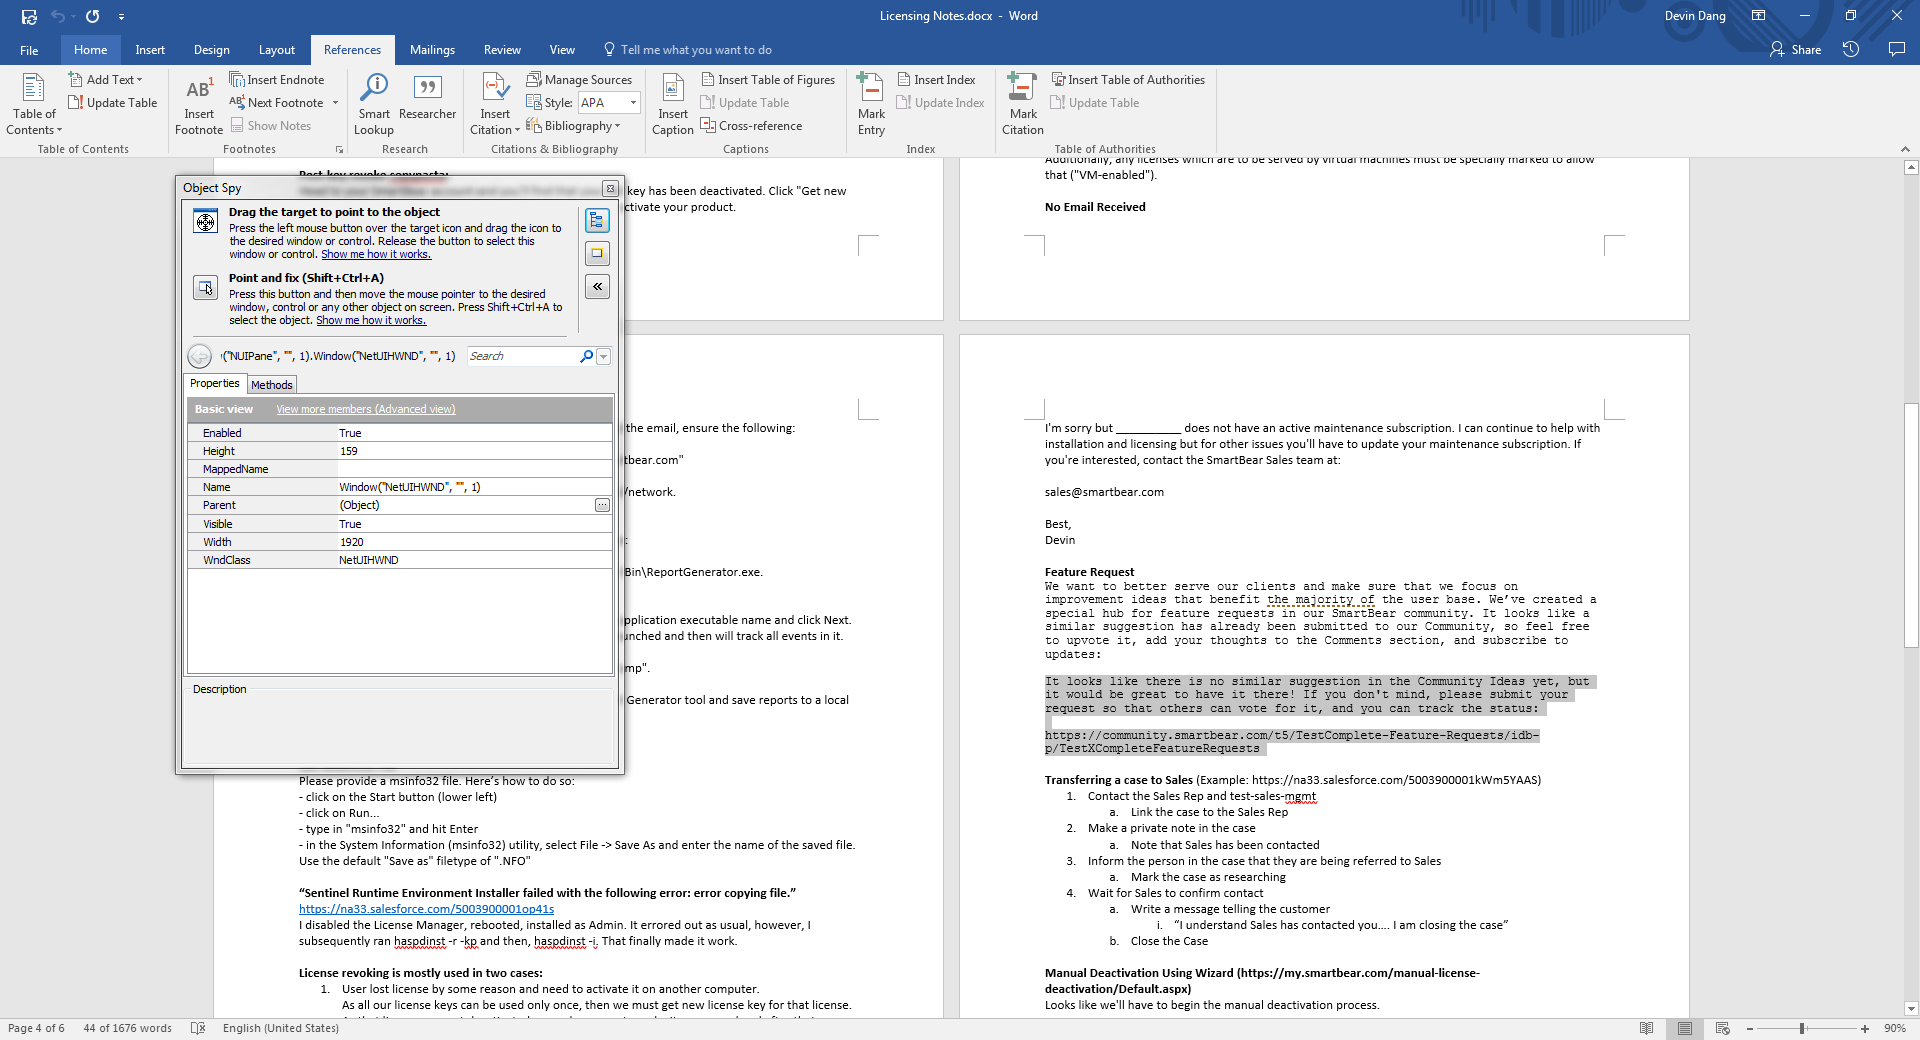 Licensing Notes.docx - Word
Devin Dang
File
Home
Insert
Design
Layout
References
Mailings
Review
View
Tell me what you want to do
Share
Table of Contents
Add Text
Update Table
Table of Contents
AB1
Insert Footnote
Insert Endnote
Next Footnote
Show Notes
Footnotes
Smart Lookup
Researcher
Research
Insert Citation
Manage Sources
Style: APA
Bibliography
Citations & Bibliography
Insert Caption
Insert Table of Figures
Update Table
Cross-reference
Captions
Mark Entry
Insert Index
Update Index
Index
Mark Citation
Insert Table of Authorities
Update Table
Table of Authorities
key has been deactivated. Click "Get new
ctivate your product.
Additionally, any licenses which are to be served by virtual machines must be specially marked to allow
that ("VM-enabled").
No Email Received
Object Spy
Drag the target to point to the object
Press the left mouse button over the target icon and drag the icon to
the desired window or control. Release the button to select this
window or control. Show me how it works.
Point and fix (Shift+Ctrl+A)
Press this button and then move the mouse pointer to the desired
window, control or any other object on screen. Press Shift+Ctrl+A to
select the object. Show me how it works.
("NUIPane", "", 1).Window("NetUIHWND", "", 1)
Search
Properties
Methods
Basic view
View more members (Advanced view)
Enabled True
Height 159
MappedName
Name Window("NetUIHWND", "", 1)
Parent (Object)
Visible True
Width 1920
WndClass NetUIHWND
Description
the email, ensure the following:
tbear.com"
/network.
:
Bin\ReportGenerator.exe.
pplication executable name and click Next.
unched and then will track all events in it.
mp".
Generator tool and save reports to a local
Please provide a msinfo32 file. Here's how to do so:
- click on the Start button (lower left)
- click on Run...
- type in "msinfo32" and hit Enter
- in the System Information (msinfo32) utility, select File -> Save As and enter the name of the saved file.
Use the default "Save as" filetype of ".NFO"
“Sentinel Runtime Environment Installer failed with the following error: error copying file.”
https://na33.salesforce.com/5003900001op41s
I disabled the License Manager, rebooted, installed as Admin. It errored out as usual, however, I
subsequently ran haspdinst -r -kp and then, haspdinst -i. That finally made it work.
License revoking is mostly used in two cases:
1. User lost license by some reason and need to activate it on another computer.
As all our license keys can be used only once, then we must get new license key for that license.
I'm sorry but ___________ does not have an active maintenance subscription. I can continue to help with
installation and licensing but for other issues you'll have to update your maintenance subscription. If
you're interested, contact the SmartBear Sales team at:
sales@smartbear.com
Best,
Devin
Feature Request
We want to better serve our clients and make sure that we focus on
improvement ideas that benefit the majority of the user base. We’ve created a
special hub for feature requests in our SmartBear community. It looks like a
similar suggestion has already been submitted to our Community, so feel free
to upvote it, add your thoughts to the Comments section, and subscribe to
updates:
It looks like there is no similar suggestion in the Community Ideas yet, but
it would be great to have it there! If you don't mind, please submit your
request so that others can vote for it, and you can track the status:
https://community.smartbear.com/t5/TestComplete-Feature-Requests/idb-
p/TestXCompleteFeatureRequests
Transferring a case to Sales (Example: https://na33.salesforce.com/5003900001kWm5YAAS)
1. Contact the Sales Rep and test-sales-mgmt
a. Link the case to the Sales Rep
2. Make a private note in the case
a. Note that Sales has been contacted
3. Inform the person in the case that they are being referred to Sales
a. Mark the case as researching
4. Wait for Sales to confirm contact
a. Write a message telling the customer
i. “I understand Sales has contacted you.... I am closing the case”
b. Close the Case
Manual Deactivation Using Wizard (https://my.smartbear.com/manual-license-
deactivation/Default.aspx)
Looks like we'll have to begin the manual deactivation process.
Page 4 of 6
44 of 1676 words
English (United States)
90%